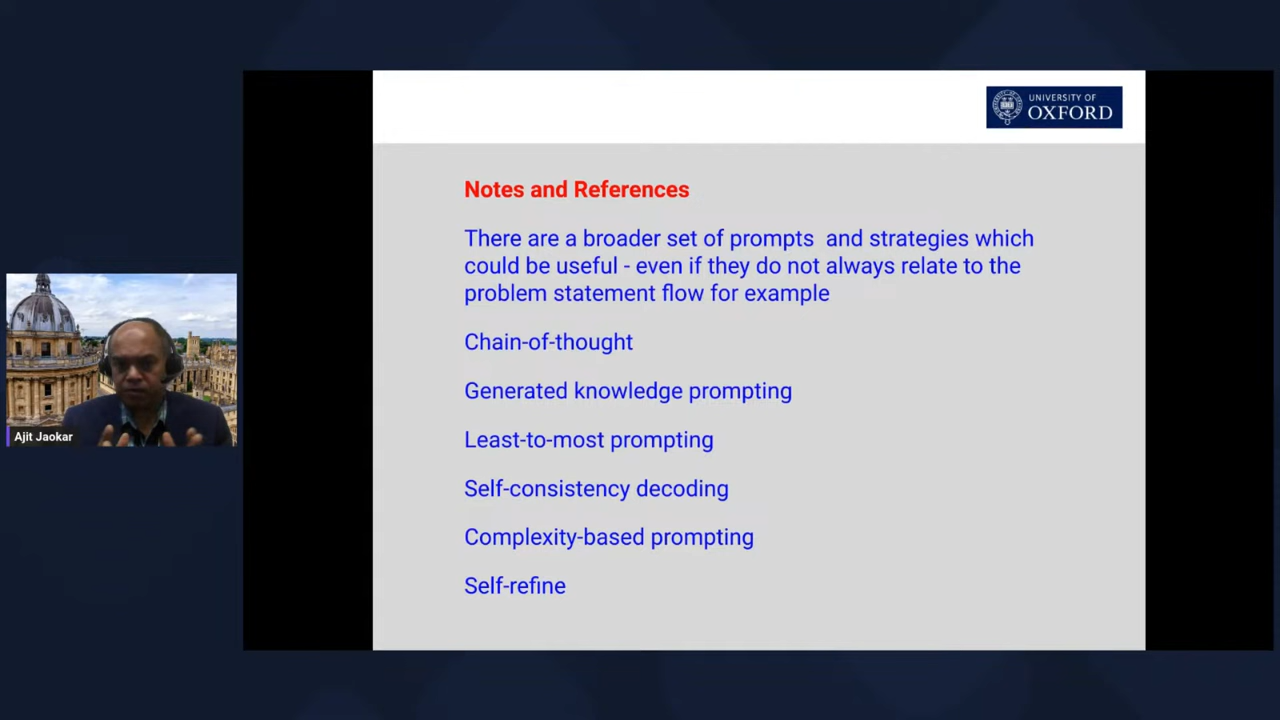 UNIVERSITY OF
OXFORD
Notes and References
There are a broader set of prompts  and strategies which
could be useful - even if they do not always relate to the
problem statement flow for example
Chain-of-thought
Generated knowledge prompting
Least-to-most prompting
Self-consistency decoding
Complexity-based prompting
Self-refine
Ajit Jaokar